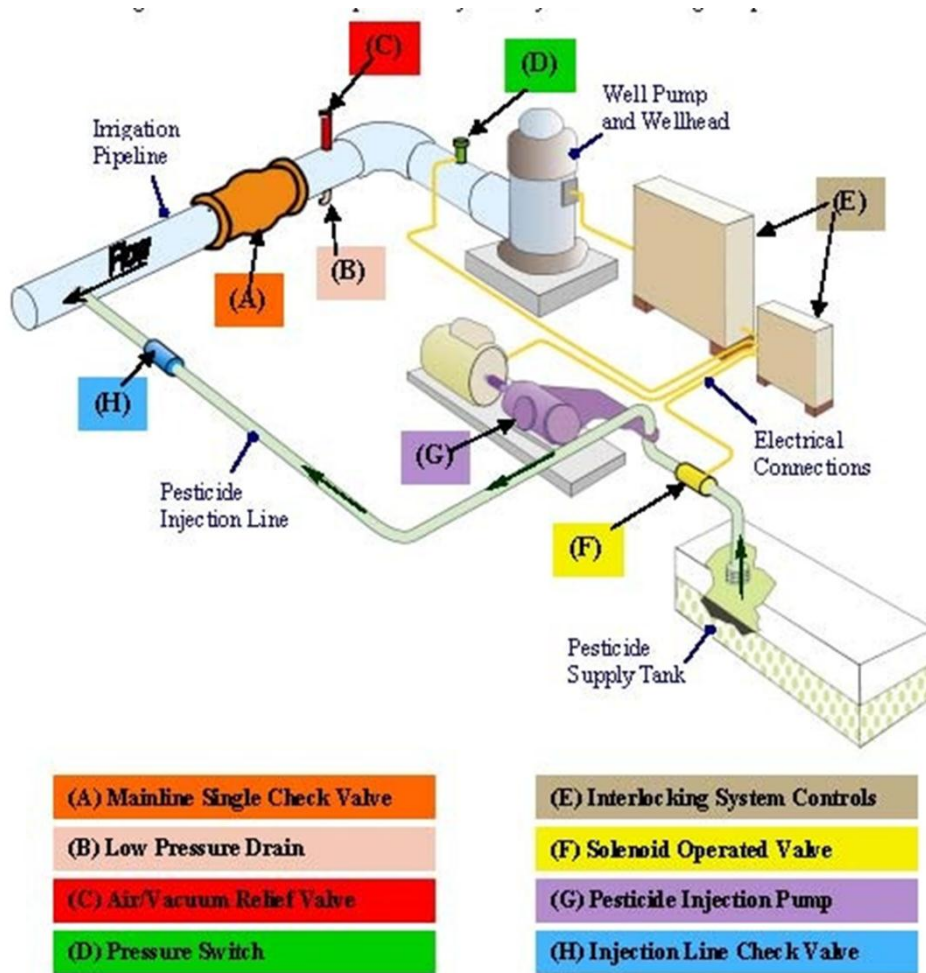 (C)
(D)
Well Pump
and Wellhead
Irrigation
Pipeline
(E)
Flow
(B)
(A)
(H)
(G)
Electrical
Connections
Pesticide
Injection Line
(F)
Pesticide
Supply Tank
(A) Mainline Single Check Valve
(B) Low Pressure Drain
(C) Air/Vacuum Relief Valve
(D) Pressure Switch
(E) Interlocking System Controls
(F) Solenoid Operated Valve
(G) Pesticide Injection Pump
(H) Injection Line Check Valve